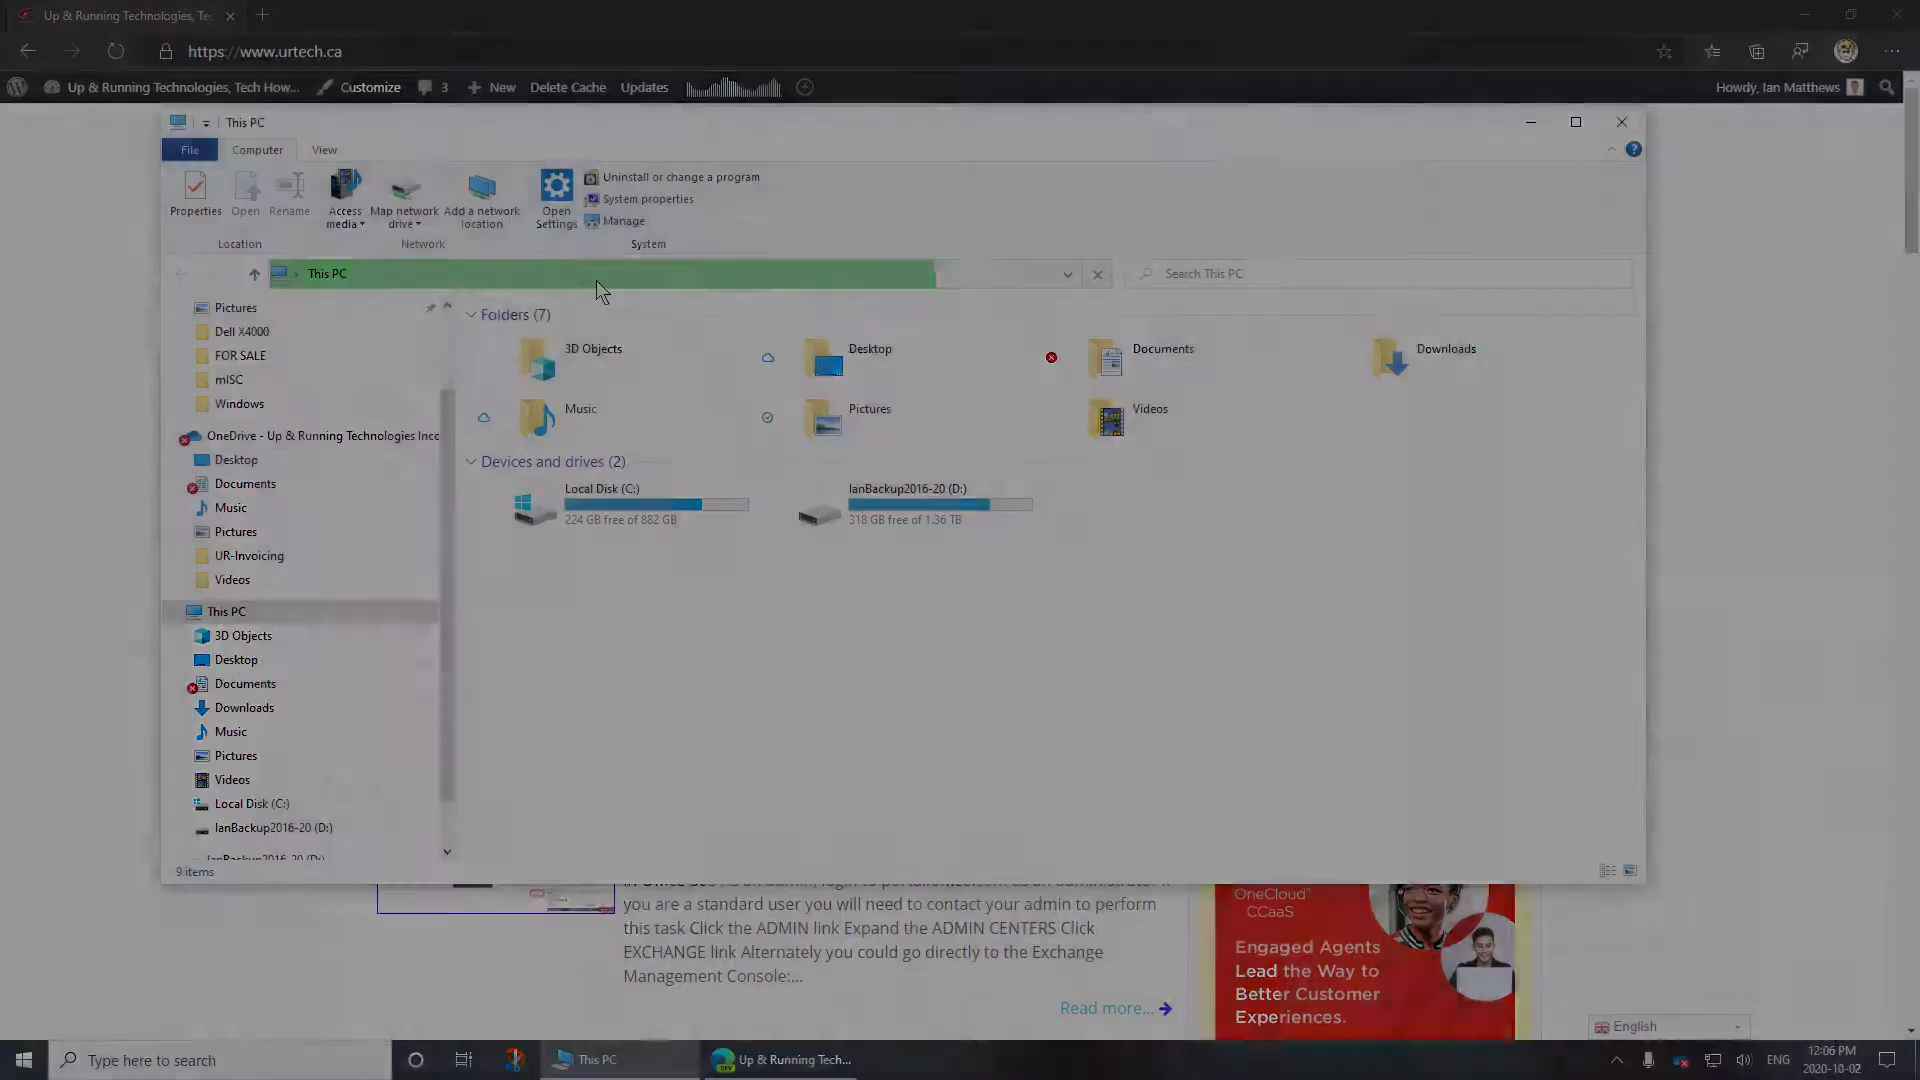 Up & Running Technologies, Tec
https://www.urtech.ca
Up & Running Technologies, Tech How...
Customize
3
New
Delete Cache
Updates
Howdy, Ian Matthews
This PC
File
Computer
View
Properties
Open
Rename
Access media
Map network drive
Add a network location
Open Settings
Uninstall or change a program
System properties
Manage
Location
Network
System
This PC
Search This PC
Pictures
Dell X4000
FOR SALE
mISC
Windows
OneDrive - Up & Running Technologies Inco
Desktop
Documents
Music
Pictures
UR-Invoicing
Videos
This PC
3D Objects
Desktop
Documents
Downloads
Music
Pictures
Videos
Local Disk (C:)
IanBackup2016-20 (D:)
IanBackup2016-20 (D:)
9 items
Folders (7)
3D Objects
Desktop
Documents
Downloads
Music
Pictures
Videos
Devices and drives (2)
Local Disk (C:)
224 GB free of 882 GB
IanBackup2016-20 (D:)
318 GB free of 1.36 TB
you are a standard user you will need to contact your admin to perform
this task Click the ADMIN link Expand the ADMIN CENTERS Click
EXCHANGE link Alternately you could go directly to the Exchange
Management Console:...
Read more...
OneCloud™
CCaaS
Engaged Agents
Lead the Way to
Better Customer
Experiences.
English
Type here to search
This PC
DEV
Up & Running Tech...
ENG
12:06 PM
2020-10-02